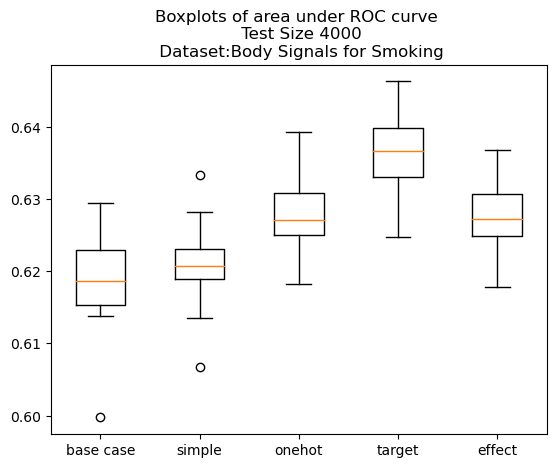 Boxplots of area under ROC curve
Test Size 4000
Dataset:Body Signals for Smoking
0.64
0.63
0.62
0.61
0.60
base case simple onehot target effect